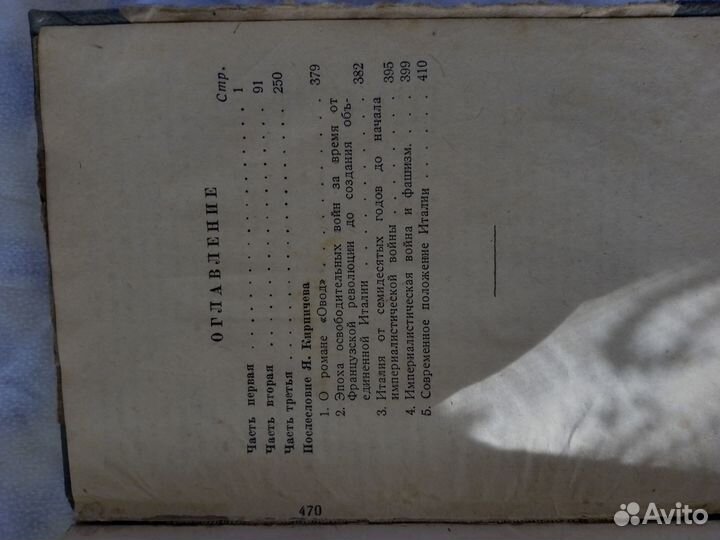 ОГЛАВЛЕНИЕ
Стр.
Часть первая . . . . . . . . . . . . . . . . . . . 1
Часть вторая . . . . . . . . . . . . . . . . . . . 91
Часть третья . . . . . . . . . . . . . . . . . . . 250
Послесловие Я. Кирпичева
1. О романе «Овод» . . . . . . . . . . . . 379
2. Эпоха освободительных войн за время от
Французской революции до создания объ-
единенной Италии . . . . . . . . . . . . 382
3. Италия от семидесятых годов до начала
империалистической войны . . . . . . . . 395
4. Империалистическая война и фашизм. . . . 399
5. Современное положение Италии . . . . . . 410
470
Avito